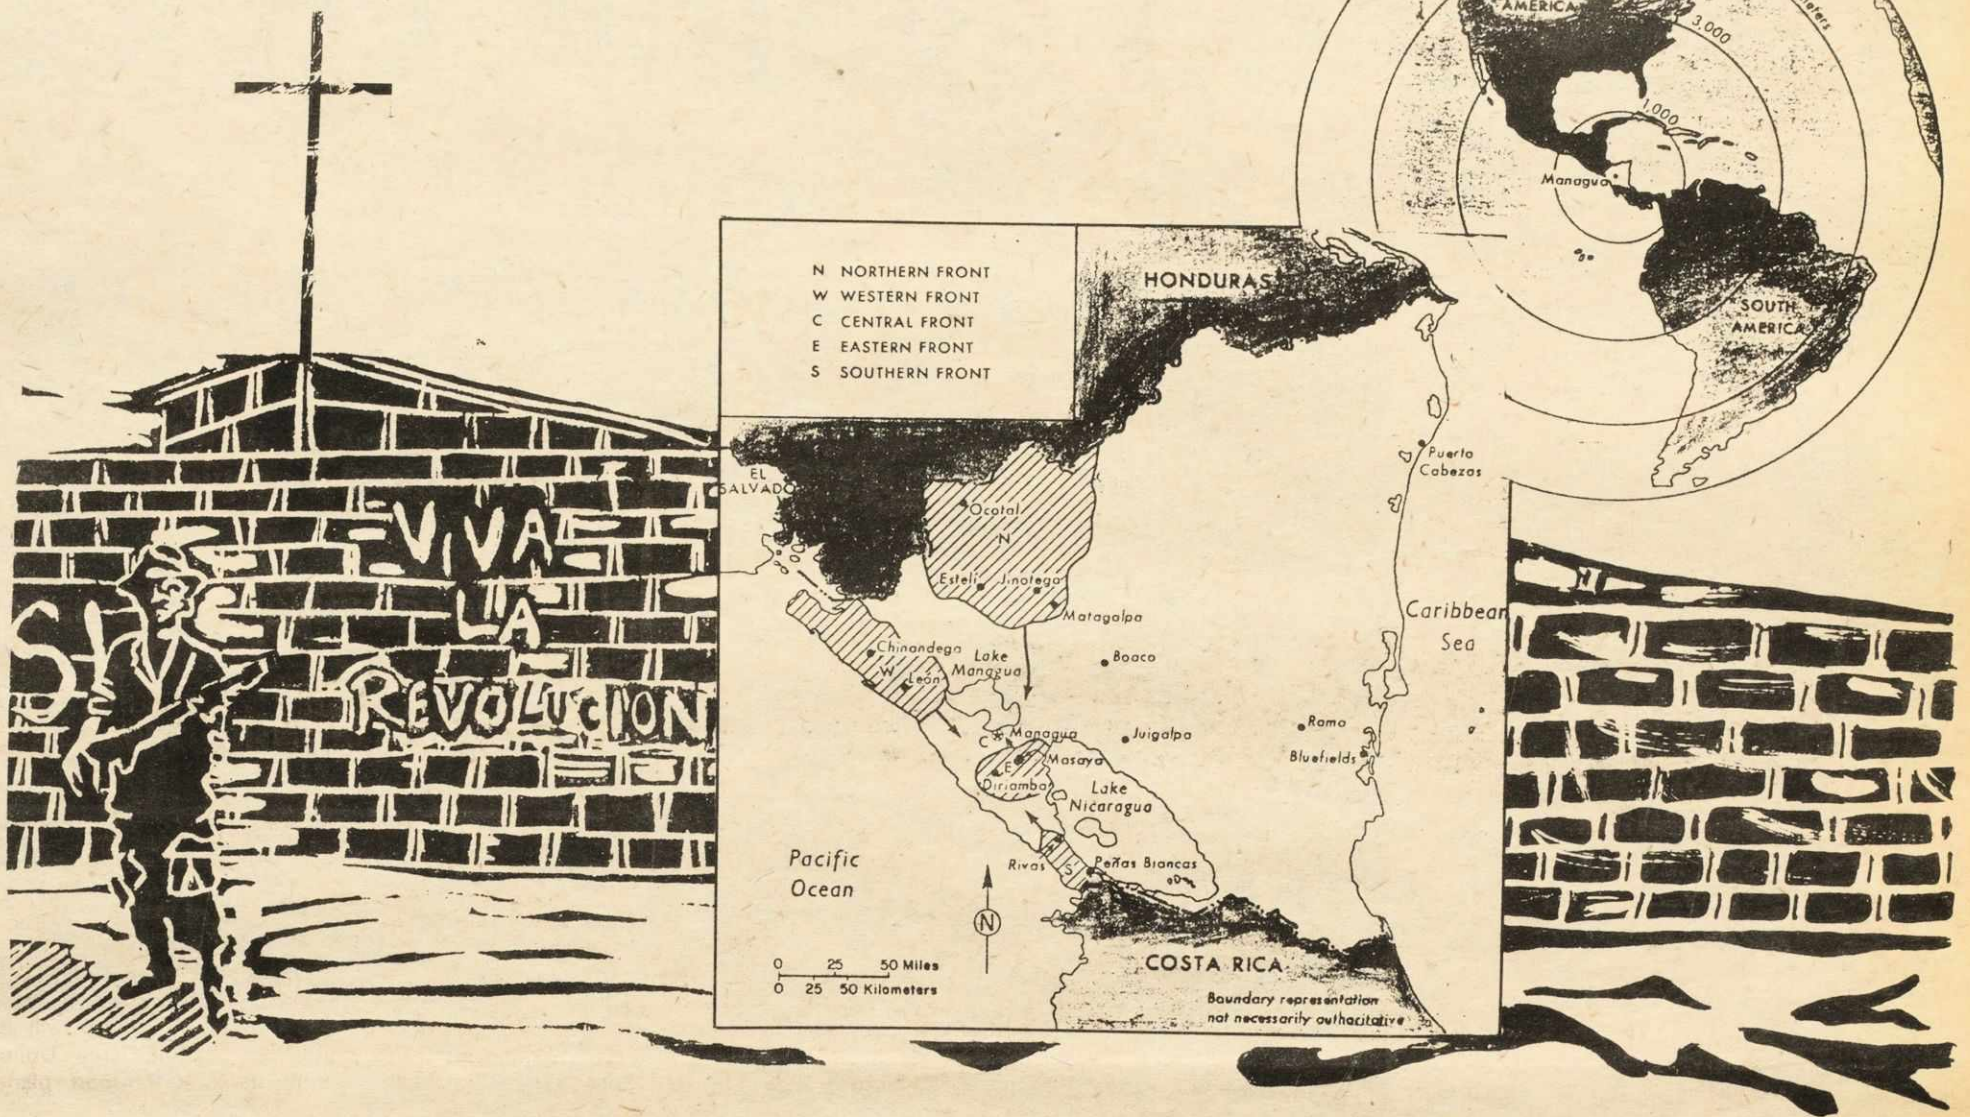 AMERICA
3,000
1,000
Managua
SOUTH
AMERICA
N NORTHERN FRONT
W WESTERN FRONT
C CENTRAL FRONT
E EASTERN FRONT
S SOUTHERN FRONT
HONDURAS
EL
SALVADO
Puerto
Cabezas
Ocotal
N
Estelí
Jinotega
Matagalpa
Caribbean
Sea
Chinandega
W
León
Lake
Managua
Boaco
Managua
C
Juigalpa
Rama
Bluefields
Masaya
E
Diriamba
Lake
Nicaragua
Rivas
S
Peñas Blancas
Pacific
Ocean
N
0 25 50 Miles
0 25 50 Kilometers
COSTA RICA
Boundary representation
not necessarily authoritative
VIVA
LA
REVOLUCION
SI